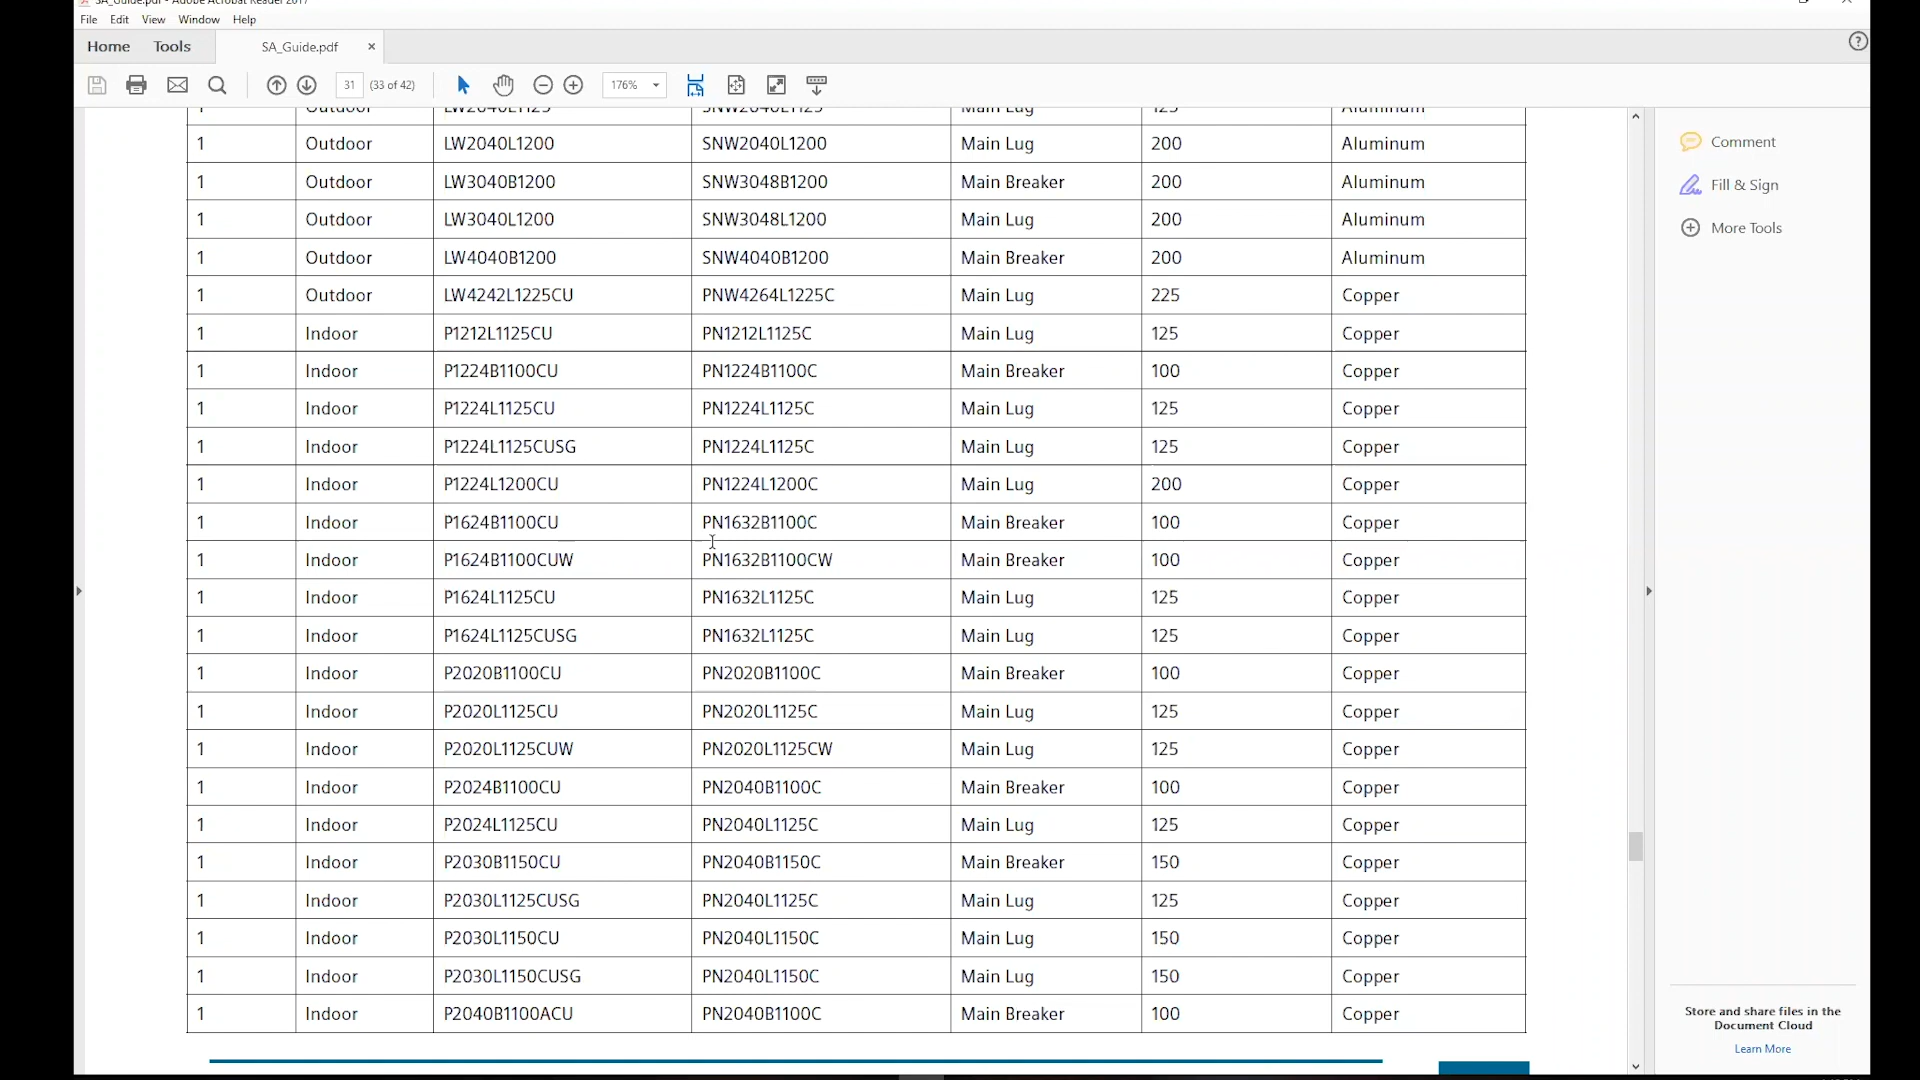 SA_Guide.pdf - Adobe Acrobat Reader 2017
File Edit View Window Help
Home Tools SA_Guide.pdf ×
31 (33 of 42) 176%
1 Outdoor LW2040L1125 SNW2040L1125 Main Lug 125 Aluminum
1 Outdoor LW2040L1200 SNW2040L1200 Main Lug 200 Aluminum
1 Outdoor LW3040B1200 SNW3048B1200 Main Breaker 200 Aluminum
1 Outdoor LW3040L1200 SNW3048L1200 Main Lug 200 Aluminum
1 Outdoor LW4040B1200 SNW4040B1200 Main Breaker 200 Aluminum
1 Outdoor LW4242L1225CU PNW4264L1225C Main Lug 225 Copper
1 Indoor P1212L1125CU PN1212L1125C Main Lug 125 Copper
1 Indoor P1224B1100CU PN1224B1100C Main Breaker 100 Copper
1 Indoor P1224L1125CU PN1224L1125C Main Lug 125 Copper
1 Indoor P1224L1125CUSG PN1224L1125C Main Lug 125 Copper
1 Indoor P1224L1200CU PN1224L1200C Main Lug 200 Copper
1 Indoor P1624B1100CU PN1632B1100C Main Breaker 100 Copper
1 Indoor P1624B1100CUW PN1632B1100CW Main Breaker 100 Copper
1 Indoor P1624L1125CU PN1632L1125C Main Lug 125 Copper
1 Indoor P1624L1125CUSG PN1632L1125C Main Lug 125 Copper
1 Indoor P2020B1100CU PN2020B1100C Main Breaker 100 Copper
1 Indoor P2020L1125CU PN2020L1125C Main Lug 125 Copper
1 Indoor P2020L1125CUW PN2020L1125CW Main Lug 125 Copper
1 Indoor P2024B1100CU PN2040B1100C Main Breaker 100 Copper
1 Indoor P2024L1125CU PN2040L1125C Main Lug 125 Copper
1 Indoor P2030B1150CU PN2040B1150C Main Breaker 150 Copper
1 Indoor P2030L1125CUSG PN2040L1125C Main Lug 125 Copper
1 Indoor P2030L1150CU PN2040L1150C Main Lug 150 Copper
1 Indoor P2030L1150CUSG PN2040L1150C Main Lug 150 Copper
1 Indoor P2040B1100ACU PN2040B1100C Main Breaker 100 Copper
Comment
Fill & Sign
More Tools
Store and share files in the
Document Cloud
Learn More